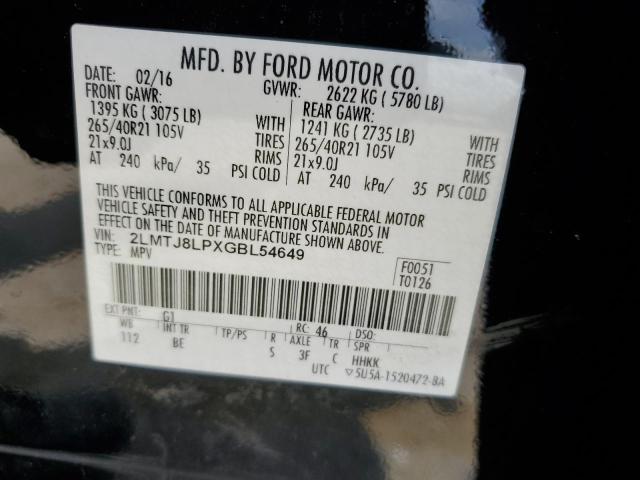 MFD. BY FORD MOTOR CO.
DATE: 02/16 GVWR: 2622 KG ( 5780 LB)
FRONT GAWR: REAR GAWR:
1395 KG ( 3075 LB) WITH 1241 KG ( 2735 LB) WITH
265/40R21 105V TIRES 265/40R21 105V TIRES
21x9.0J RIMS 21x9.0J RIMS
AT 240 kPa/ 35 PSI COLD AT 240 kPa/ 35 PSI COLD
THIS VEHICLE CONFORMS TO ALL APPLICABLE FEDERAL MOTOR
VEHICLE SAFETY AND THEFT PREVENTION STANDARDS IN
EFFECT ON THE DATE OF MANUFACTURE SHOWN ABOVE.
VIN: 2LMTJ8LPXGBL54649
TYPE: MPV
F0051
T0126
EXT PNT: G1 RC: 46 DSO:
WB INT TR TP/PS R AXLE TR SPR
112 BE S 3F C HHKK
UTC ▽5U5A-1520472-BA